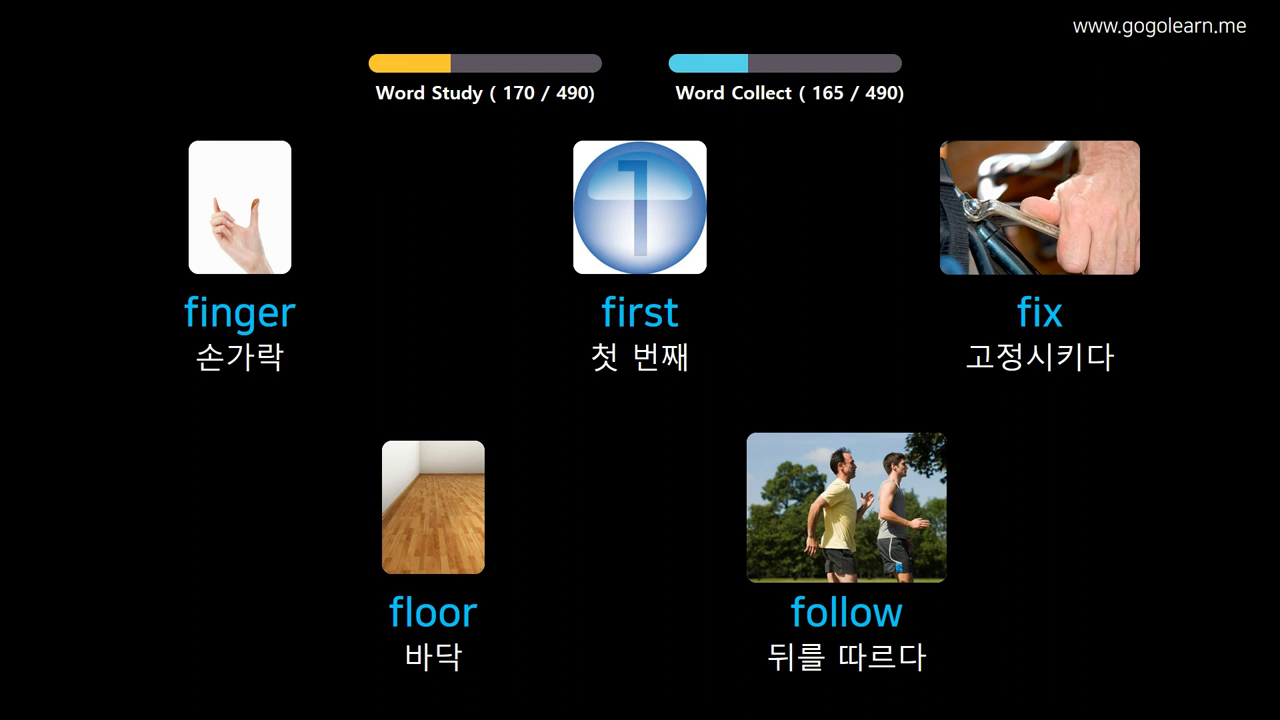 www.gogolearn.me
Word Study ( 170 / 490)
Word Collect ( 165 / 490)
1
finger
first
fix
손가락
첫 번째
고정시키다
floor
follow
바닥
뒤를 따르다